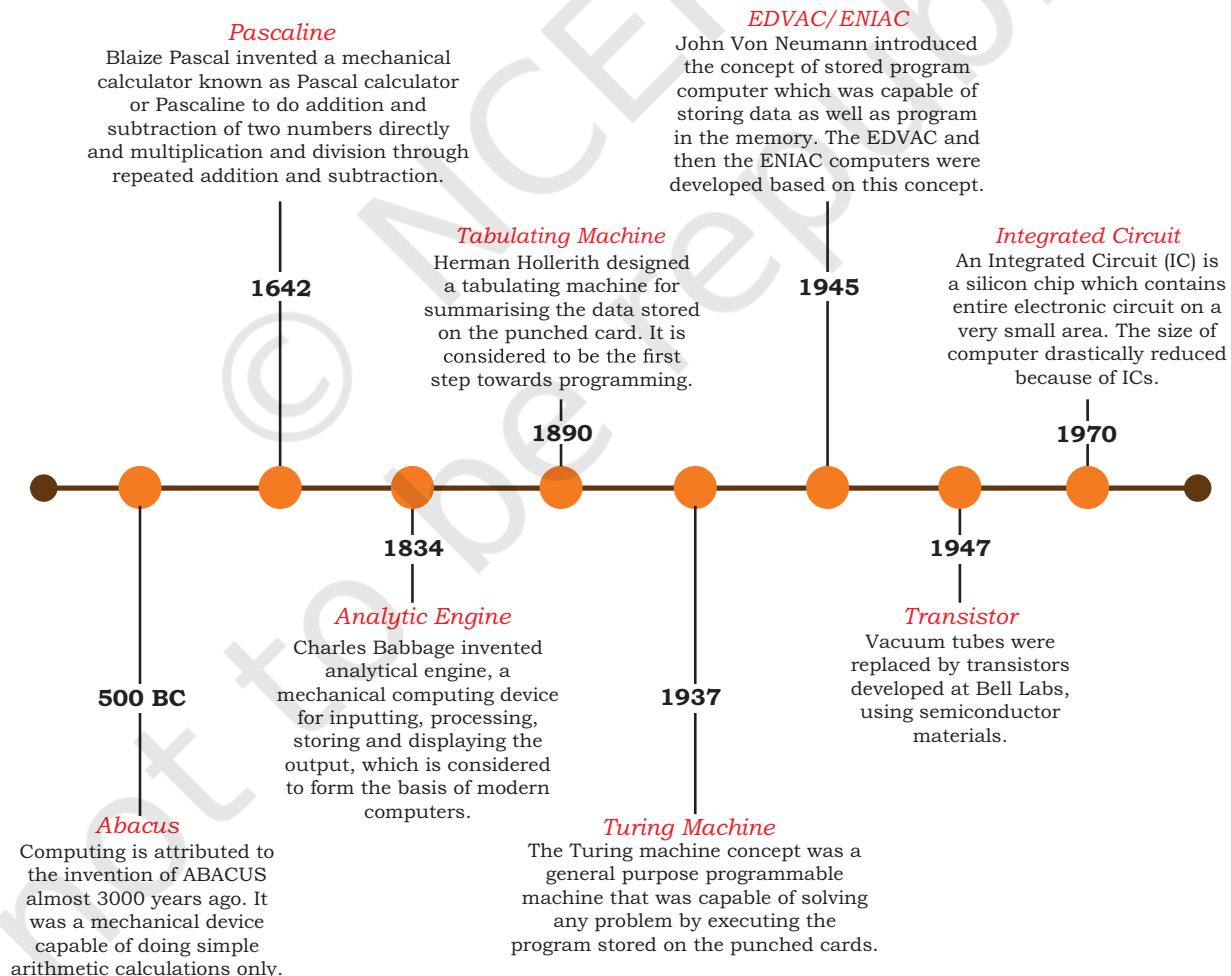 Pascaline
Blaize Pascal invented a mechanical
calculator known as Pascal calculator
or Pascaline to do addition and
subtraction of two numbers directly
and multiplication and division through
repeated addition and subtraction.
1642
EDVAC/ENIAC
John Von Neumann introduced
the concept of stored program
computer which was capable of
storing data as well as program
in the memory. The EDVAC and
then the ENIAC computers were
developed based on this concept.
1945
Tabulating Machine
Herman Hollerith designed
a tabulating machine for
summarising the data stored
on the punched card. It is
considered to be the first
step towards programming.
1890
Integrated Circuit
An Integrated Circuit (IC) is
a silicon chip which contains
entire electronic circuit on a
very small area. The size of
computer drastically reduced
because of ICs.
1970
500 BC
Abacus
Computing is attributed to
the invention of ABACUS
almost 3000 years ago. It
was a mechanical device
capable of doing simple
arithmetic calculations only.
1834
Analytic Engine
Charles Babbage invented
analytical engine, a
mechanical computing device
for inputting, processing,
storing and displaying the
output, which is considered
to form the basis of modern
computers.
1937
Turing Machine
The Turing machine concept was a
general purpose programmable
machine that was capable of solving
any problem by executing the
program stored on the punched cards.
1947
Transistor
Vacuum tubes were
replaced by transistors
developed at Bell Labs,
using semiconductor
materials.
© NCE
not to be republ